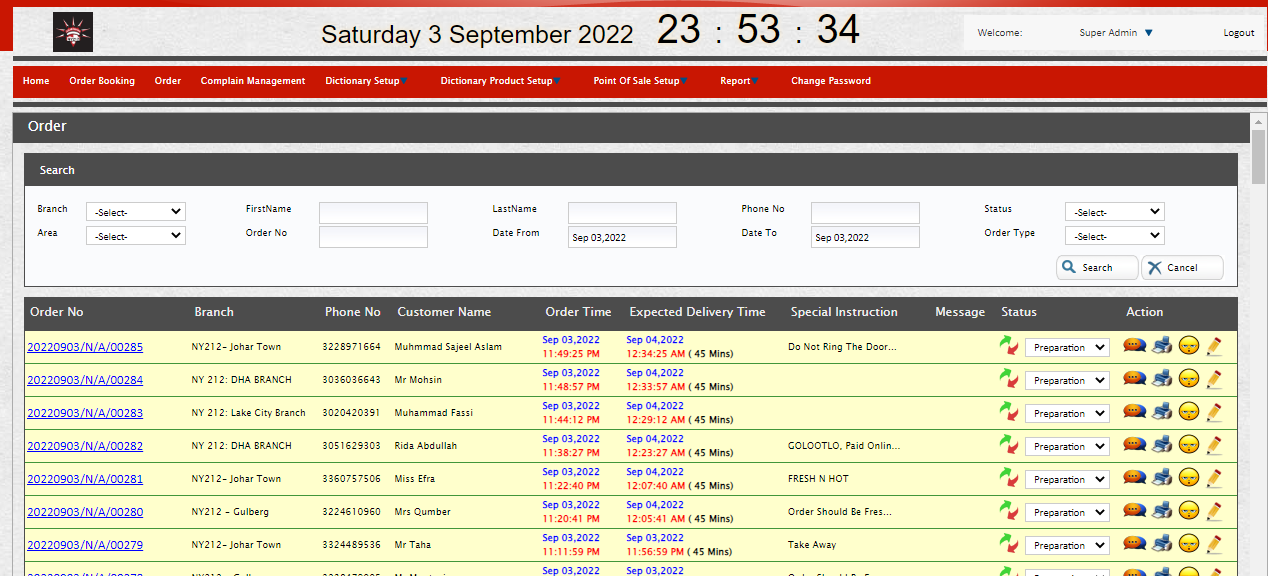 Saturday 3 September 2022 23 : 53 : 34
Welcome: Super Admin Logout
Home Order Booking Order Complain Management Dictionary Setup Dictionary Product Setup Point Of Sale Setup Report Change Password
Order
Search
Branch -Select- FirstName LastName Phone No Status -Select-
Area -Select- Order No Date From Sep 03,2022 Date To Sep 03,2022 Order Type -Select-
Search Cancel
Order No Branch Phone No Customer Name Order Time Expected Delivery Time Special Instruction Message Status Action
20220903/N/A/00285 NY212- Johar Town 3228971664 Muhmmad Sajeel Aslam Sep 03,2022 11:49:25 PM Sep 04,2022 12:34:25 AM ( 45 Mins) Do Not Ring The Door... Preparation
20220903/N/A/00284 NY 212: DHA BRANCH 3036036643 Mr Mohsin Sep 03,2022 11:48:57 PM Sep 04,2022 12:33:57 AM ( 45 Mins) Preparation
20220903/N/A/00283 NY 212: Lake City Branch 3020420391 Muhammad Fassi Sep 03,2022 11:44:12 PM Sep 04,2022 12:29:12 AM ( 45 Mins) Preparation
20220903/N/A/00282 NY 212: DHA BRANCH 3051629303 Rida Abdullah Sep 03,2022 11:38:27 PM Sep 04,2022 12:23:27 AM ( 45 Mins) GOLOOTLO, Paid Onlin... Preparation
20220903/N/A/00281 NY212- Johar Town 3360757506 Miss Efra Sep 03,2022 11:22:40 PM Sep 04,2022 12:07:40 AM ( 45 Mins) FRESH N HOT Preparation
20220903/N/A/00280 NY212 - Gulberg 3224610960 Mrs Qumber Sep 03,2022 11:20:41 PM Sep 04,2022 12:05:41 AM ( 45 Mins) Order Should Be Fres... Preparation
20220903/N/A/00279 NY212- Johar Town 3324489536 Mr Taha Sep 03,2022 11:11:59 PM Sep 03,2022 11:56:59 PM ( 45 Mins) Take Away Preparation
Sep 03,2022 Sep 03,2022